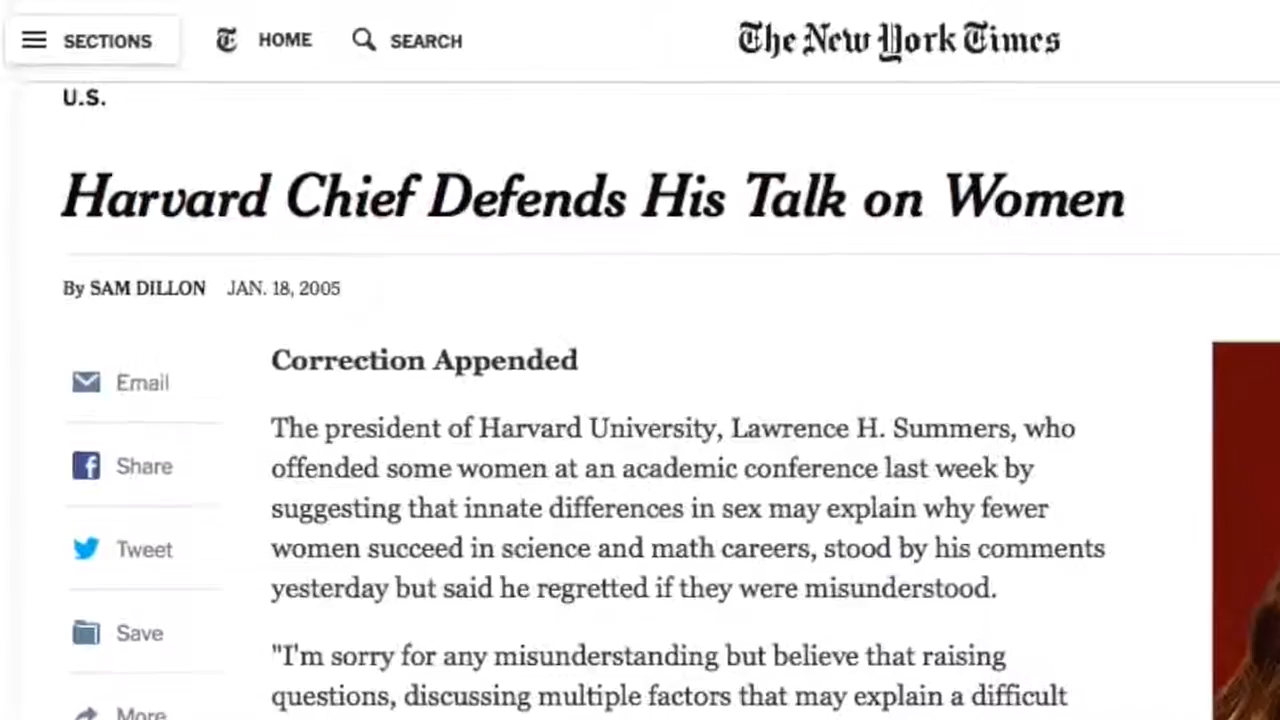 SECTIONS HOME SEARCH The New York Times
U.S.
Harvard Chief Defends His Talk on Women
By SAM DILLON JAN. 18, 2005
Email
Share
Tweet
Save
More
Correction Appended
The president of Harvard University, Lawrence H. Summers, who
offended some women at an academic conference last week by
suggesting that innate differences in sex may explain why fewer
women succeed in science and math careers, stood by his comments
yesterday but said he regretted if they were misunderstood.
"I'm sorry for any misunderstanding but believe that raising
questions, discussing multiple factors that may explain a difficult